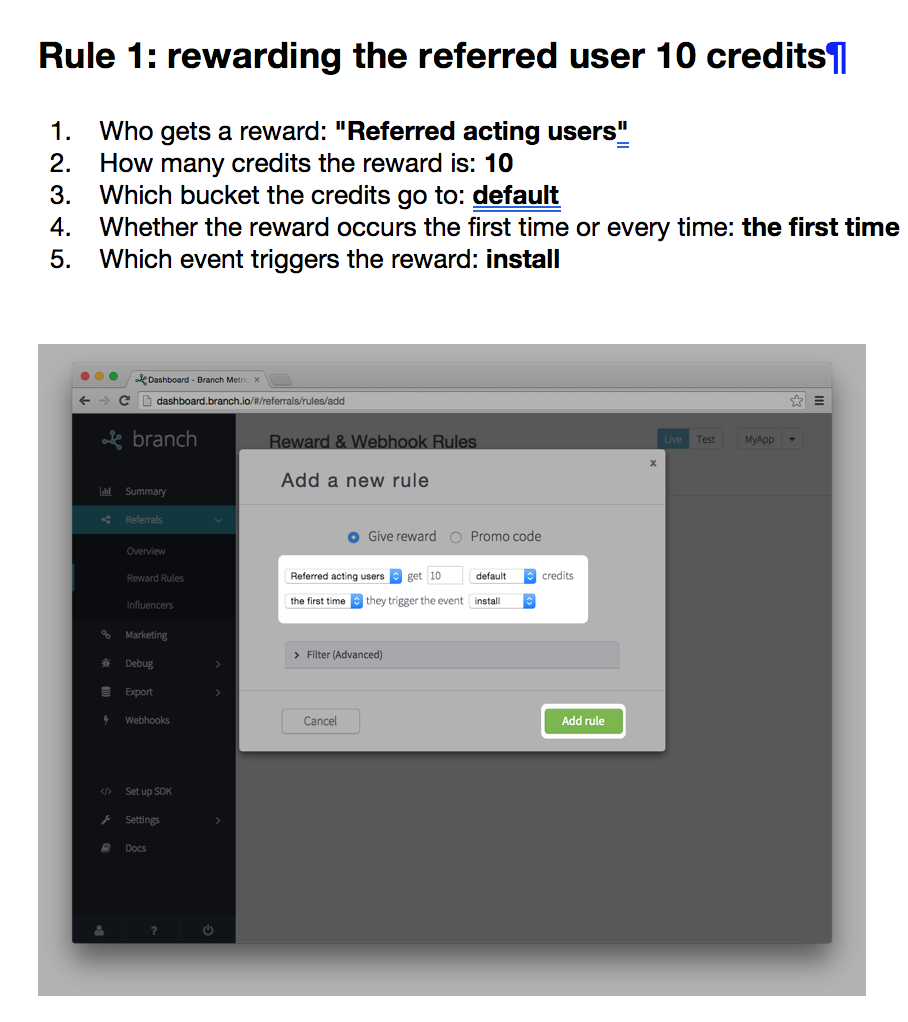 Rule 1: rewarding the referred user 10 credits¶
1. Who gets a reward: "Referred acting users"
2. How many credits the reward is: 10
3. Which bucket the credits go to: default
4. Whether the reward occurs the first time or every time: the first time
5. Which event triggers the reward: install
Dashboard - Branch Metric x
dashboard.branch.io/#/referrals/rules/add
branch
Reward & Webhook Rules
Live Test MyApp
Summary
Referrals
Overview
Reward Rules
Influencers
Marketing
Debug
Export
Webhooks
Set up SDK
Settings
Docs
?
x
Add a new rule
Give reward Promo code
Referred acting users get 10 default credits
the first time they trigger the event install
> Filter (Advanced)
Cancel Add rule